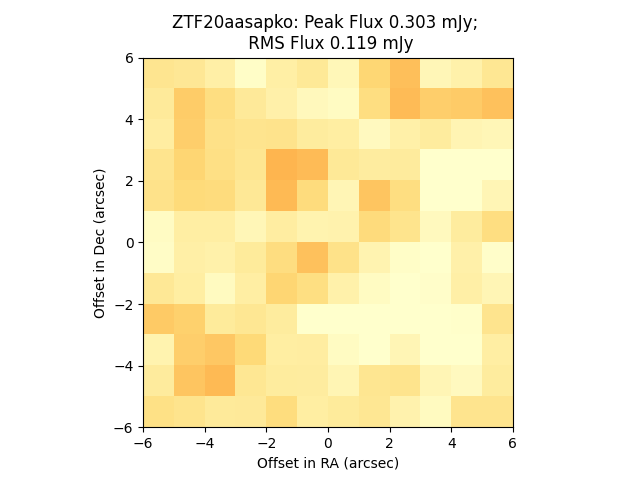 ZTF20aasapko: Peak Flux 0.303 mJy;
RMS Flux 0.119 mJy
6
4
2
0
−2
−4
−6
Offset in Dec (arcsec)
−6 −4 −2 0 2 4 6
Offset in RA (arcsec)